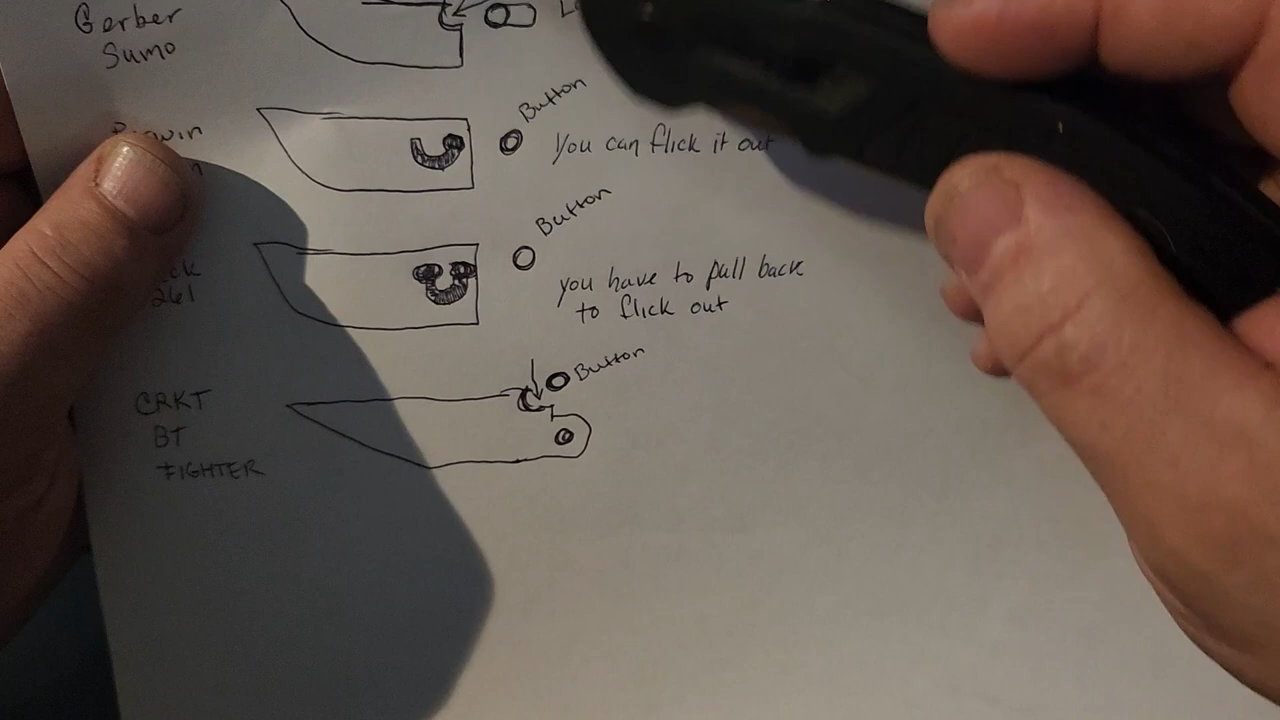 Gerber
Sumo
Button
You can flick it out
Button
you have to pull back
to flick out
261
Button
CRKT
BT
FIGHTER